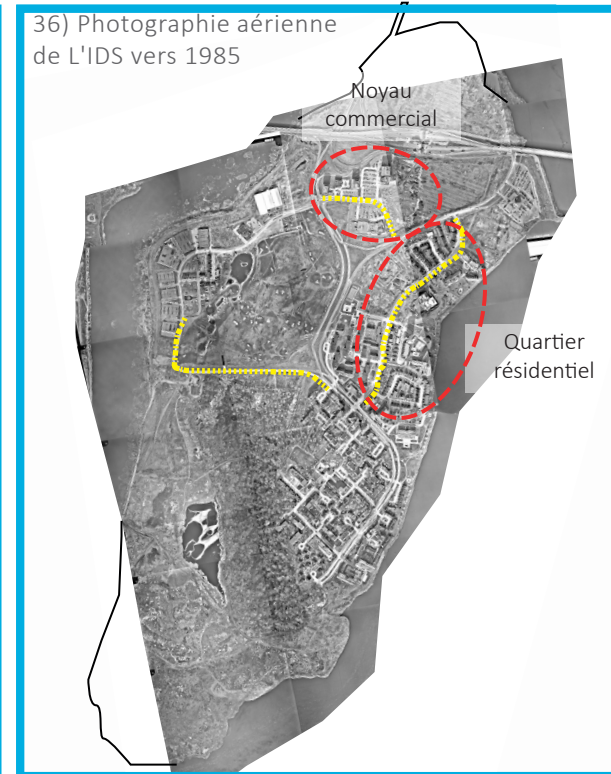 36) Photographie aérienne
de L'IDS vers 1985
Noyau
commercial
Quartier
résidentiel